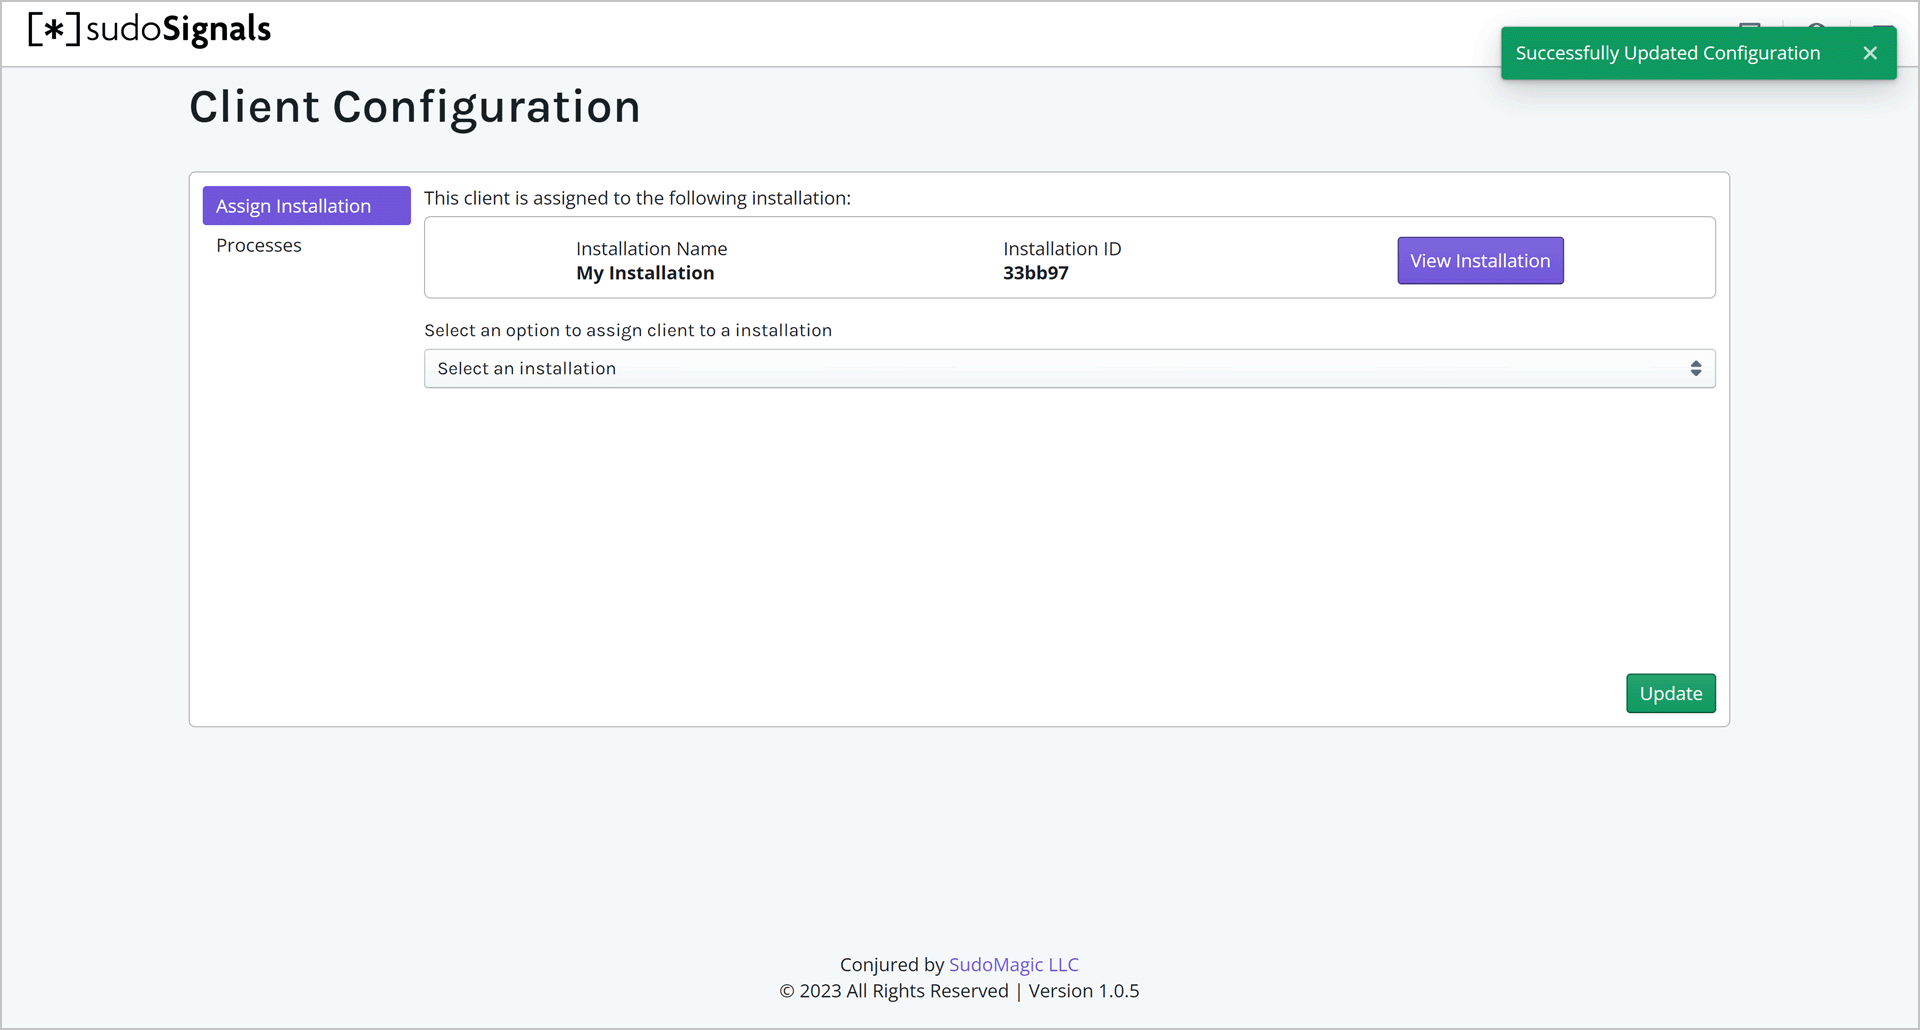 [*]sudoSignals
Successfully Updated Configuration
Client Configuration
Assign Installation
Processes
This client is assigned to the following installation:
Installation Name
My Installation
Installation ID
33bb97
View Installation
Select an option to assign client to a installation
Select an installation
Update
Conjured by SudoMagic LLC
© 2023 All Rights Reserved | Version 1.0.5